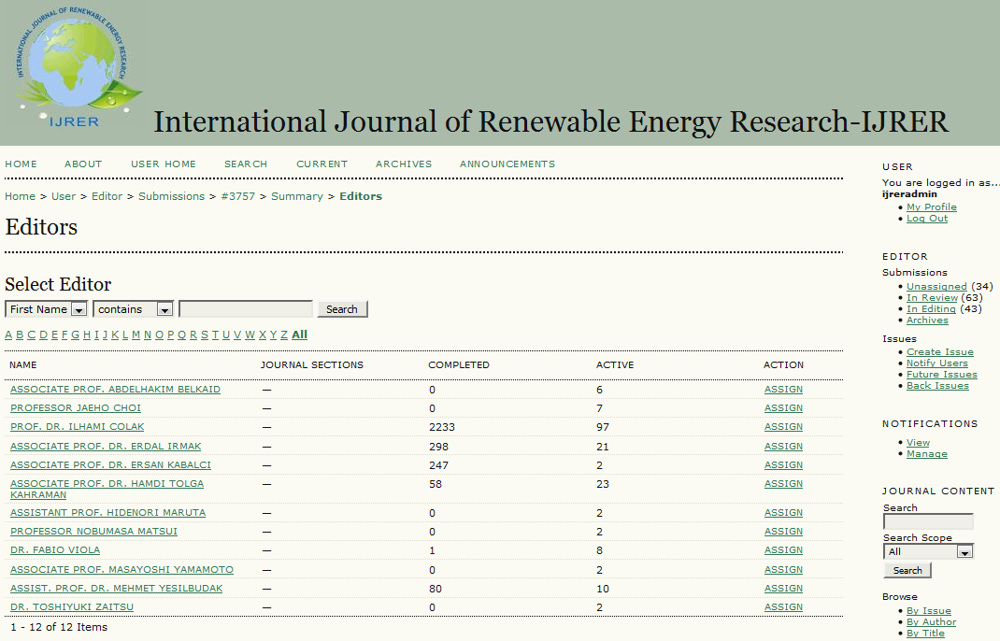 INTERNATIONAL JOURNAL OF RENEWABLE ENERGY RESEARCH
IJRER
International Journal of Renewable Energy Research-IJRER
HOME ABOUT USER HOME SEARCH CURRENT ARCHIVES ANNOUNCEMENTS
Home > User > Editor > Submissions > #3757 > Summary > Editors
Editors
Select Editor
First Name contains Search
A B C D E F G H I J K L M N O P Q R S T U V W X Y Z All
NAME JOURNAL SECTIONS COMPLETED ACTIVE ACTION
ASSOCIATE PROF. ABDELHAKIM BELKAID — 0 6 ASSIGN
PROFESSOR JAEHO CHOI — 0 7 ASSIGN
PROF. DR. ILHAMI COLAK — 2233 97 ASSIGN
ASSOCIATE PROF. DR. ERDAL IRMAK — 298 21 ASSIGN
ASSOCIATE PROF. DR. ERSAN KABALCI — 247 2 ASSIGN
ASSOCIATE PROF. DR. HAMDI TOLGA — 58 23 ASSIGN
KAHRAMAN
ASSISTANT PROF. HIDENORI MARUTA — 0 2 ASSIGN
PROFESSOR NOBUMASA MATSUI — 0 2 ASSIGN
DR. FABIO VIOLA — 1 8 ASSIGN
ASSOCIATE PROF. MASAYOSHI YAMAMOTO — 0 2 ASSIGN
ASSIST. PROF. DR. MEHMET YESILBUDAK — 80 10 ASSIGN
DR. TOSHIYUKI ZAITSU — 0 2 ASSIGN
1 - 12 of 12 Items
USER
You are logged in as...
ijreradmin
My Profile
Log Out
EDITOR
Submissions
Unassigned (34)
In Review (63)
In Editing (43)
Archives
Issues
Create Issue
Notify Users
Future Issues
Back Issues
NOTIFICATIONS
View
Manage
JOURNAL CONTENT
Search
Search Scope
All
Search
Browse
By Issue
By Author
By Title